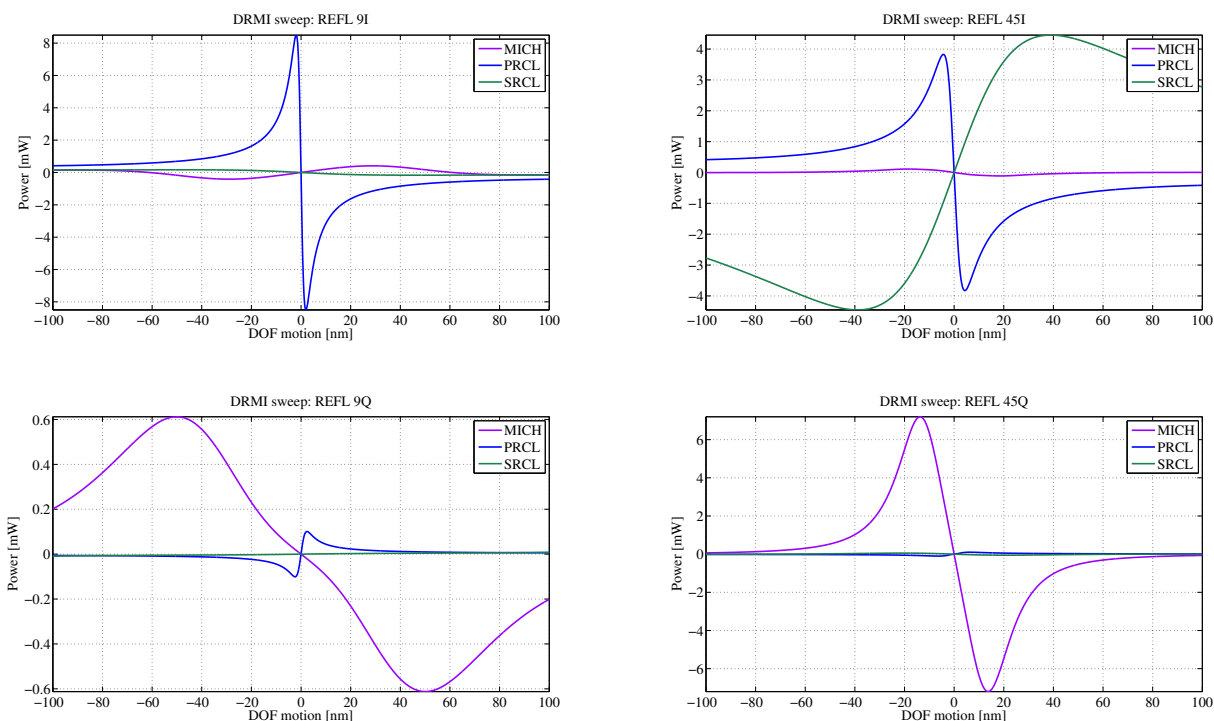 DRMI sweep: REFL 9I
Power [mW]
8
6
4
2
0
−2
−4
−6
−8
−100 −80 −60 −40 −20 0 20 40 60 80 100
DOF motion [nm]
MICH
PRCL
SRCL
DRMI sweep: REFL 45I
Power [mW]
4
3
2
1
0
−1
−2
−3
−4
−100 −80 −60 −40 −20 0 20 40 60 80 100
DOF motion [nm]
MICH
PRCL
SRCL
DRMI sweep: REFL 9Q
Power [mW]
0.6
0.4
0.2
0
−0.2
−0.4
−0.6
−100 −80 −60 −40 −20 0 20 40 60 80 100
DOF motion [nm]
MICH
PRCL
SRCL
DRMI sweep: REFL 45Q
Power [mW]
6
4
2
0
−2
−4
−6
−100 −80 −60 −40 −20 0 20 40 60 80 100
DOF motion [nm]
MICH
PRCL
SRCL